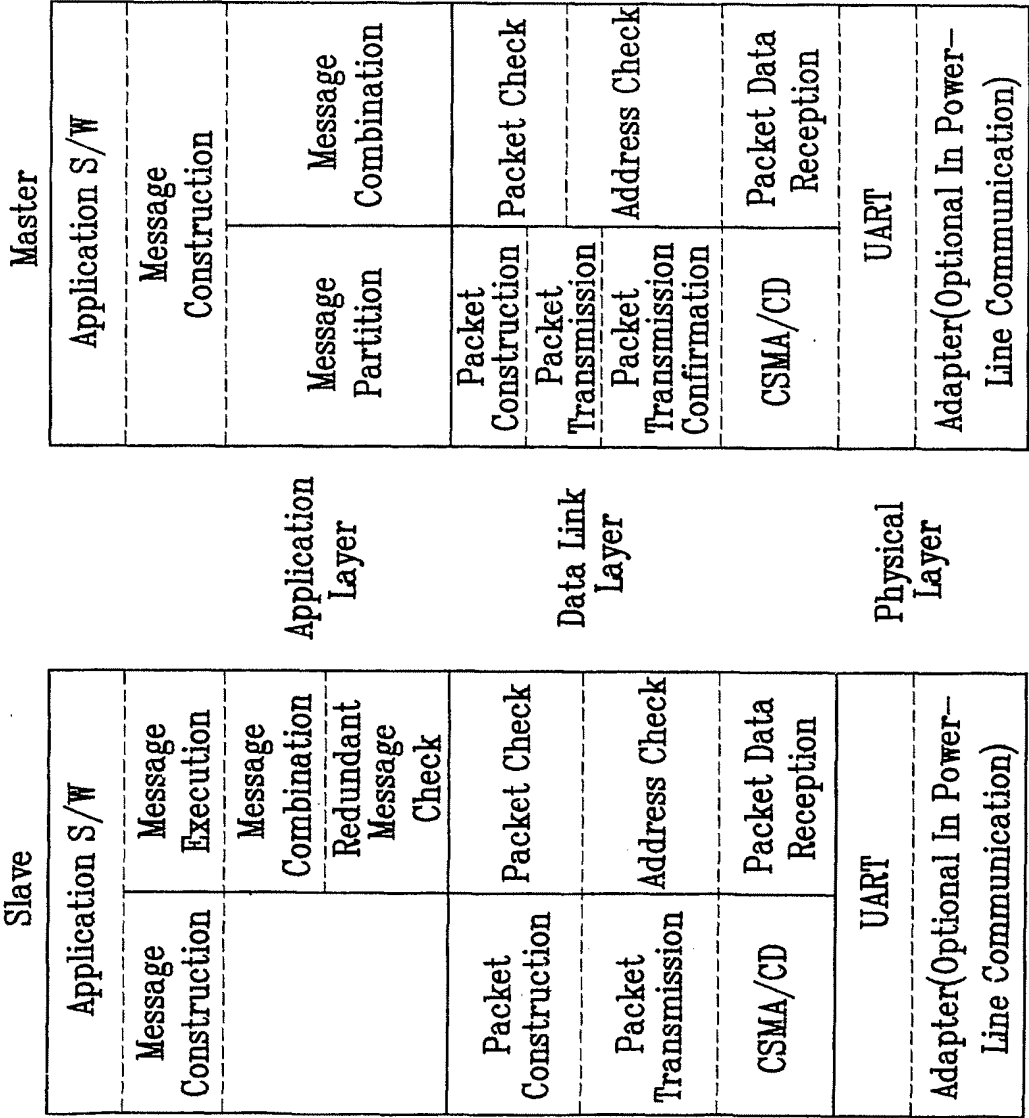 Slave
Application S/W
Message
Construction
Message
Execution
Message
Combination
Redundant
Message
Check
Packet
Construction
Packet Check
Packet
Transmission
Address Check
CSMA/CD
Packet Data
Reception
UART
Adapter(Optional In Power-
Line Communication)
Application
Layer
Data Link
Layer
Physical
Layer
Master
Application S/W
Message
Construction
Message
Partition
Message
Combination
Packet
Construction
Packet
Transmission
Packet
Transmission
Confirmation
Packet Check
Address Check
CSMA/CD
Packet Data
Reception
UART
Adapter(Optional In Power-
Line Communication)